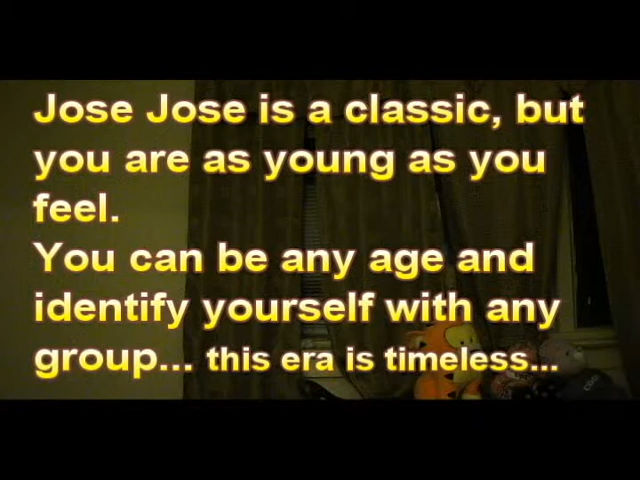 Jose Jose is a classic, but
you are as young as you
feel.
You can be any age and
identify yourself with any
group... this era is timeless...